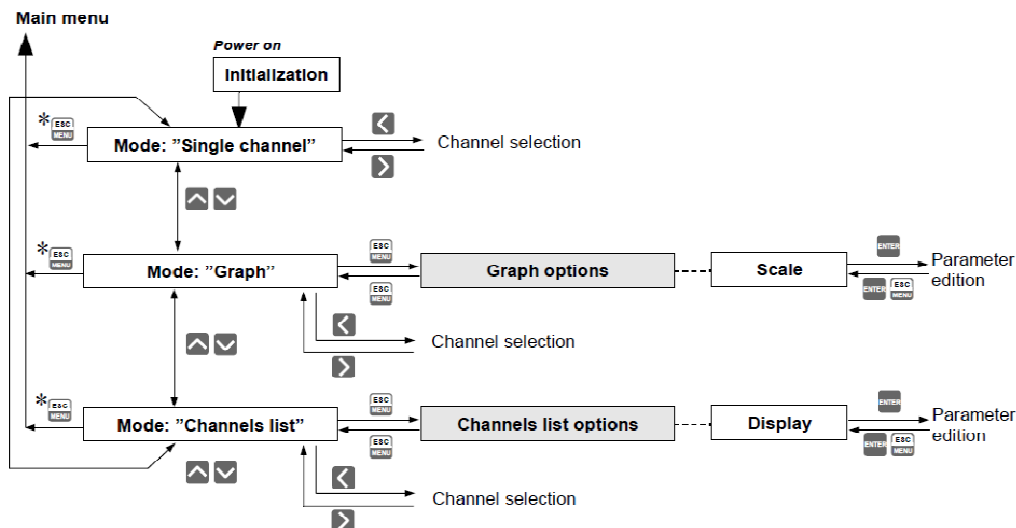 Main menu
Power on
Initialization
*
ESC
MENU
Mode: ”Single channel”
Channel selection
*
ESC
MENU
Mode: ”Graph”
ESC
MENU
ESC
MENU
Graph options
Scale
ENTER
ENTER
ESC
MENU
Parameter
edition
Channel selection
*
ESC
MENU
Mode: ”Channels list”
ESC
MENU
ESC
MENU
Channels list options
Display
ENTER
ENTER
ESC
MENU
Parameter
edition
Channel selection